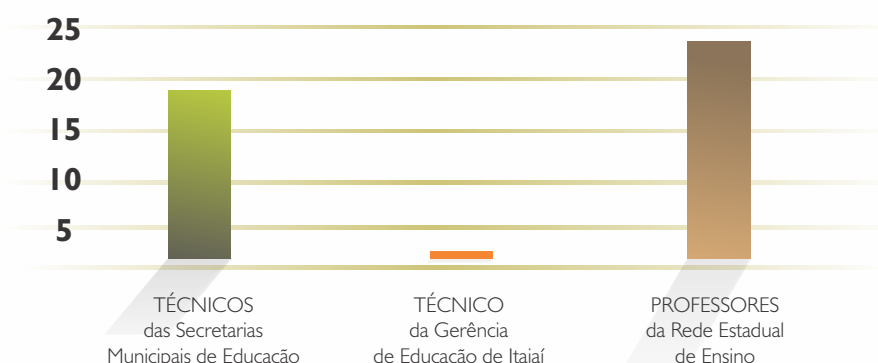 25
20
15
10
5
TÉCNICOS
das Secretarias
Municipais de Educação
TÉCNICO
da Gerência
de Educação de Itajaí
PROFESSORES
da Rede Estadual
de Ensino